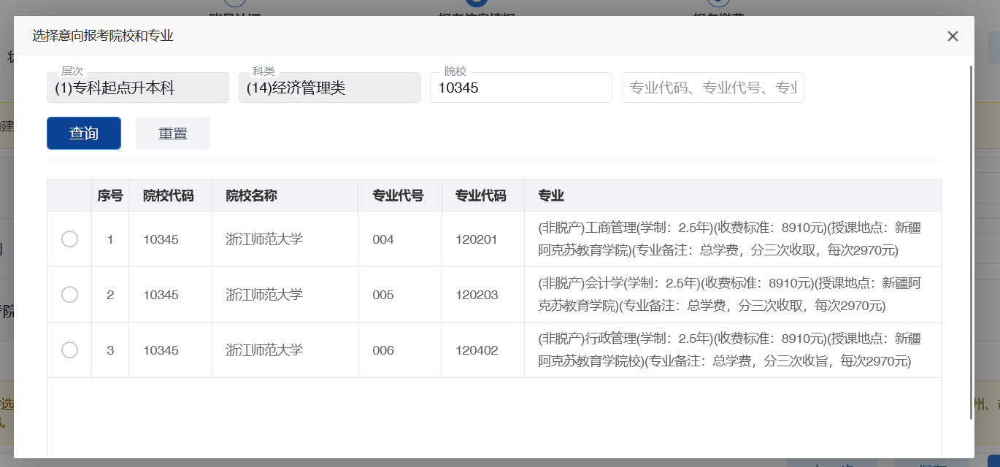 选择意向报考院校和专业
层次
(1)专科起点升本科
科类
(14)经济管理类
院校
10345
专业代码、专业代号、专业
查询
重置
序号 院校代码 院校名称 专业代号 专业代码 专业
1 10345 浙江师范大学 004 120201 (非脱产)工商管理(学制：2.5年)(收费标准：8910元)(授课地点：新疆
阿克苏教育学院)(专业备注：总学费，分三次收取，每次2970元)
2 10345 浙江师范大学 005 120203 (非脱产)会计学(学制：2.5年)(收费标准：8910元)(授课地点：新疆阿
克苏教育学院)(专业备注：总学费，分三次收取，每次2970元)
3 10345 浙江师范大学 006 120402 (非脱产)行政管理(学制：2.5年)(收费标准：8910元)(授课地点：新疆
阿克苏教育学院校)(专业备注：总学费，分三次收旨，每次2970元)